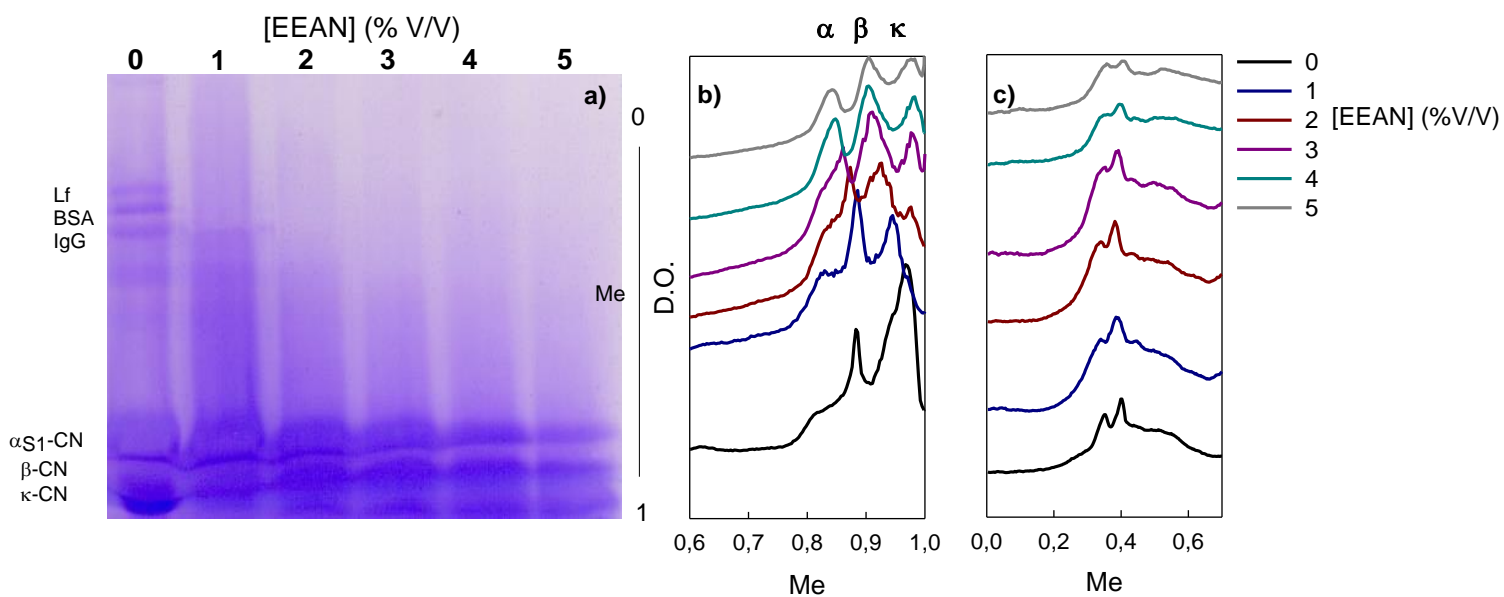 [EEAN] (% V/V)
0 1 2 3 4 5
a)
Lf
BSA
IgG
αS1-CN
β-CN
κ-CN
0
Me
1
α β κ
b)
D.O.
0,6 0,7 0,8 0,9 1,0
Me
c)
0,0 0,2 0,4 0,6
Me
0
1
2
3
4
5
[EEAN] (%V/V)